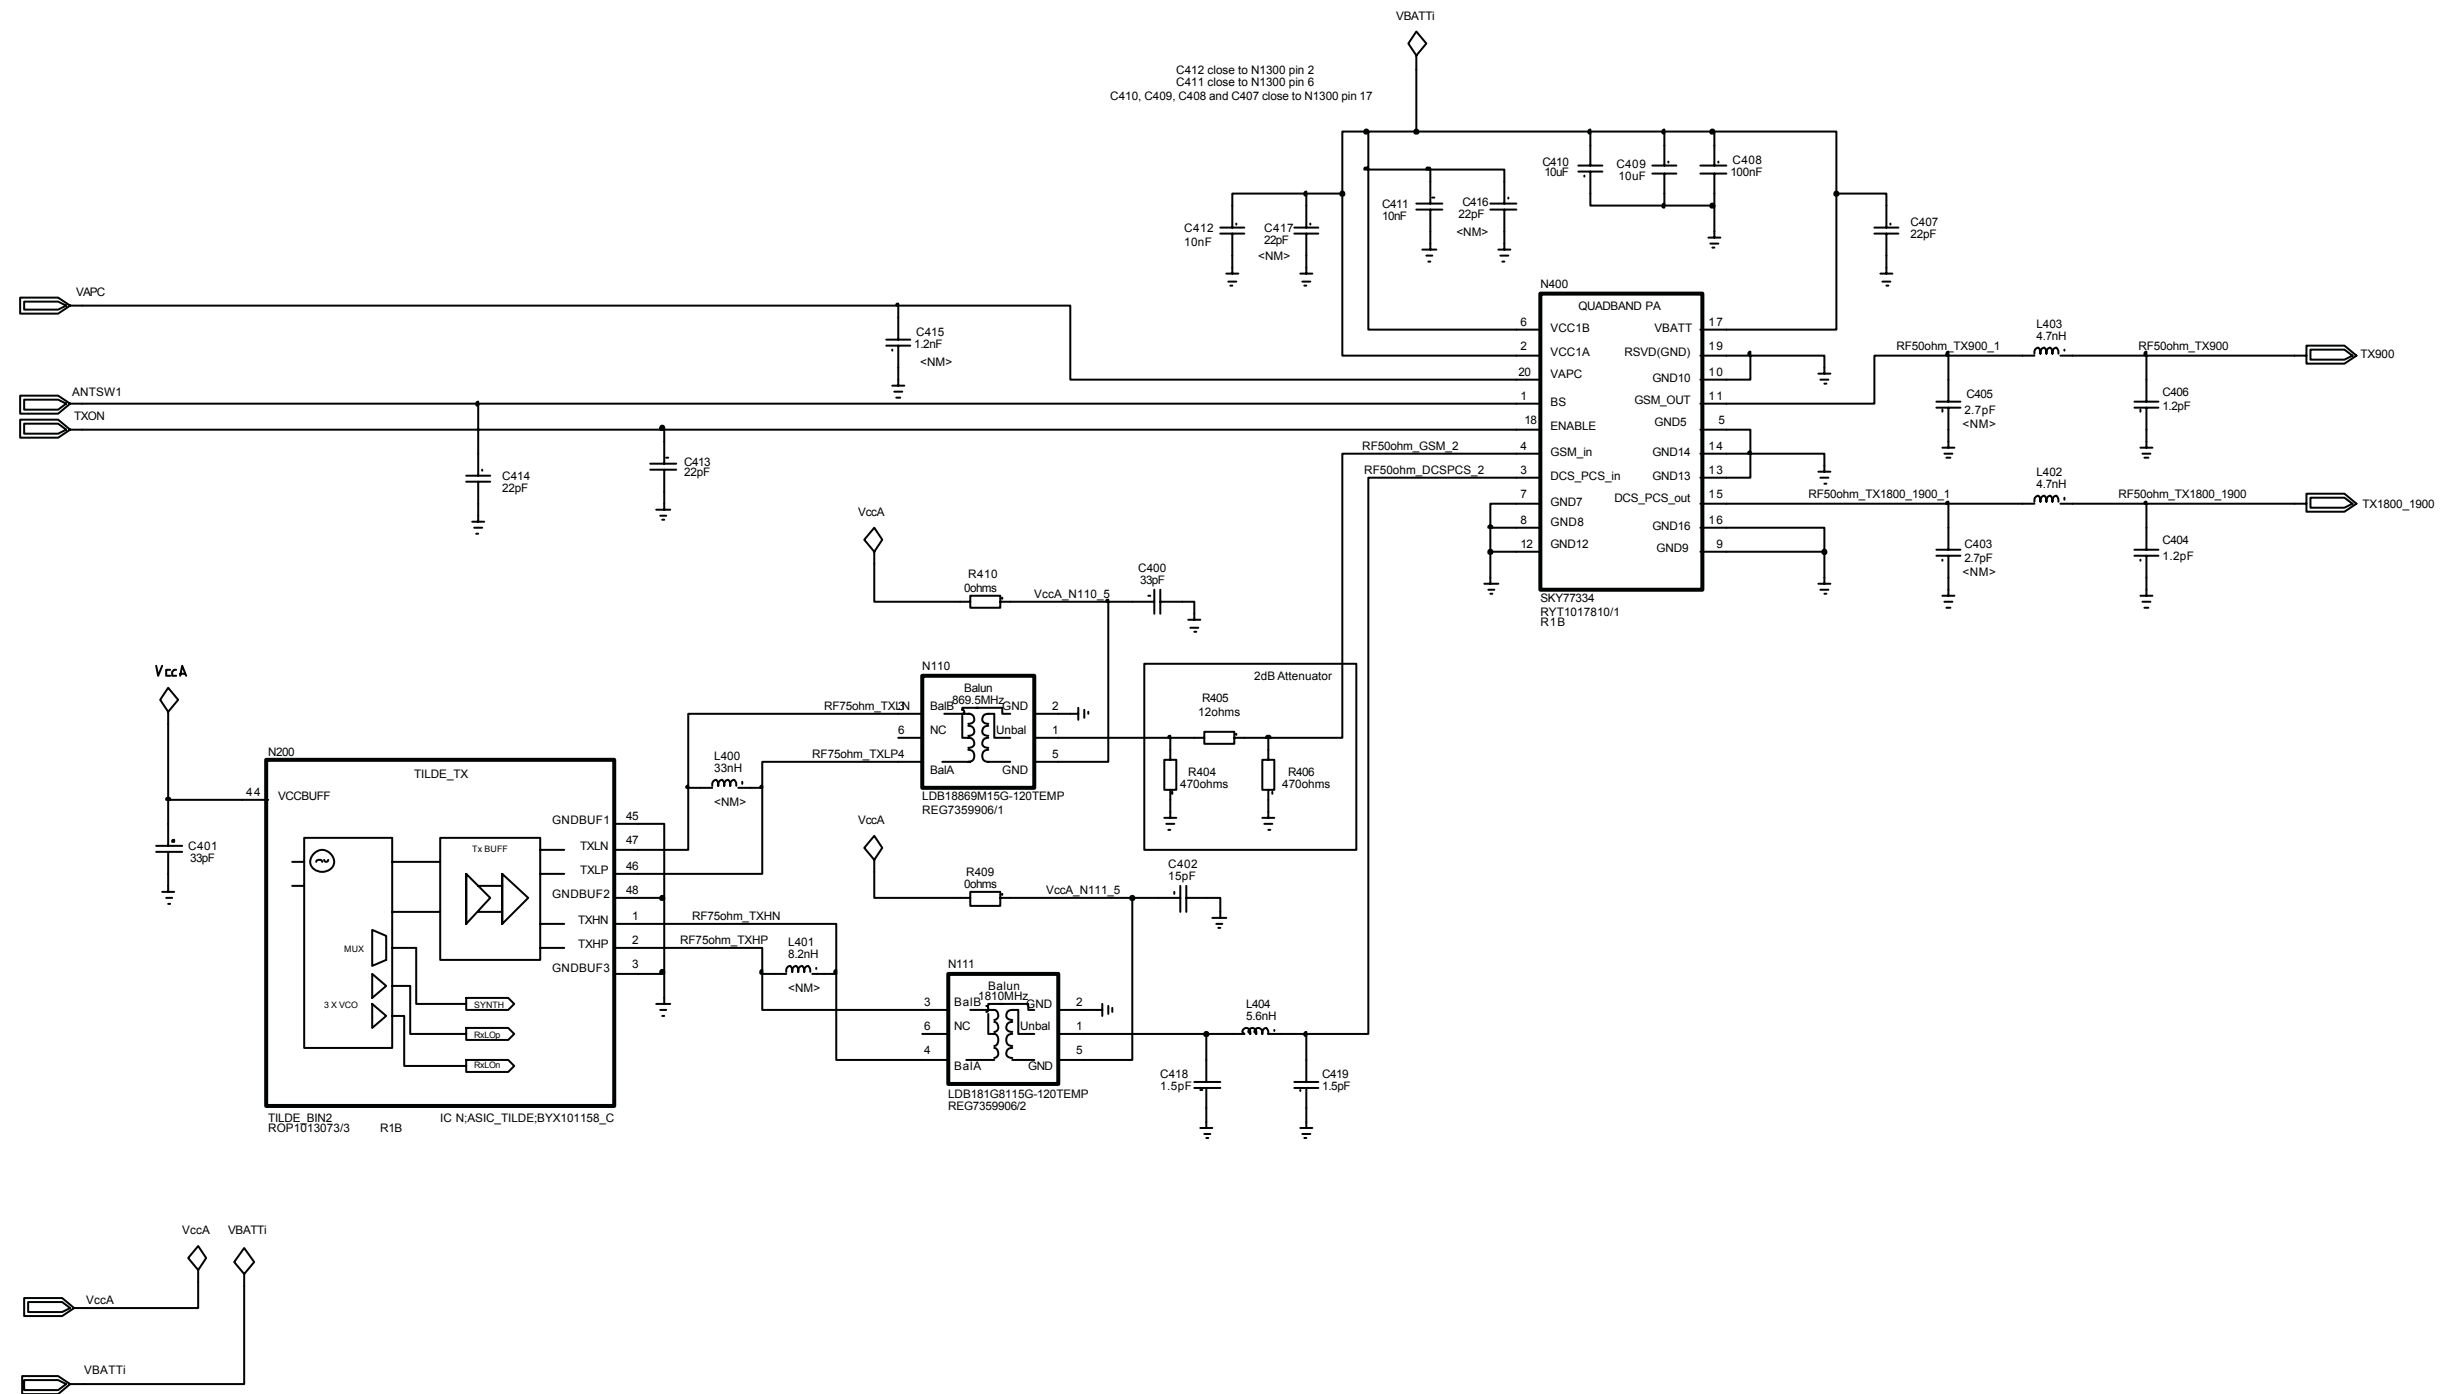 VBATTi
C412 close to N1300 pin 2
C411 close to N1300 pin 6
C410, C409, C408 and C407 close to N1300 pin 17
C410
10uF
C409
10uF
C408
100nF
C411
10nF
C416
22pF
<NM>
C412
10nF
C417
22pF
<NM>
C407
22pF
VAPC
C415
1.2nF
<NM>
ANTSW1
TXON
C414
22pF
C413
22pF
N400
QUADBAND PA
6 VCC1B VBATT 17
2 VCC1A RSVD(GND) 19
20 VAPC GND10 10
1 BS GSM_OUT 11
18 ENABLE GND5 5
4 GSM_in GND14 14
3 DCS_PCS_in GND13 13
7 GND7 DCS_PCS_out 15
8 GND8 GND16 16
12 GND12 GND9 9
SKY77334
RYT1017810/1
R1B
RF50ohm_GSM_2
RF50ohm_DCSPCS_2
RF50ohm_TX900_1
L403
4.7nH
RF50ohm_TX900
TX900
C405
2.7pF
<NM>
C406
1.2pF
RF50ohm_TX1800_1900_1
L402
4.7nH
RF50ohm_TX1800_1900
TX1800_1900
C403
2.7pF
<NM>
C404
1.2pF
VccA
R410
0ohms
VccA_N110_5
C400
33pF
N110
Balun
869.5MHz
RF75ohm_TXLN
3 BalB GND 2
6 NC Unbal 1
RF75ohm_TXLP
4 BalA GND 5
LDB18869M15G-120TEMP
REG7359906/1
2dB Attenuator
R405
12ohms
R404
470ohms
R406
470ohms
VccA
C401
33pF
N200
TILDE_TX
44 VCCBUFF
GNDBUF1 45
TXLN 47
TXLP 46
GNDBUF2 48
TXHN 1
TXHP 2
GNDBUF3 3
Tx BUFF
MUX
3 X VCO
SYNTH
RxLOp
RxLOn
TILDE_BIN2
ROP1013073/3 R1B
IC N;ASIC_TILDE;BYX101158_C
L400
33nH
<NM>
RF75ohm_TXHN
RF75ohm_TXHP
L401
8.2nH
<NM>
VccA
R409
0ohms
VccA_N111_5
C402
15pF
N111
Balun
1810MHz
3 BalB GND 2
6 NC Unbal 1
4 BalA GND 5
LDB181G8115G-120TEMP
REG7359906/2
L404
5.6nH
C418
1.5pF
C419
1.5pF
VccA VBATTi
VccA
VBATTi